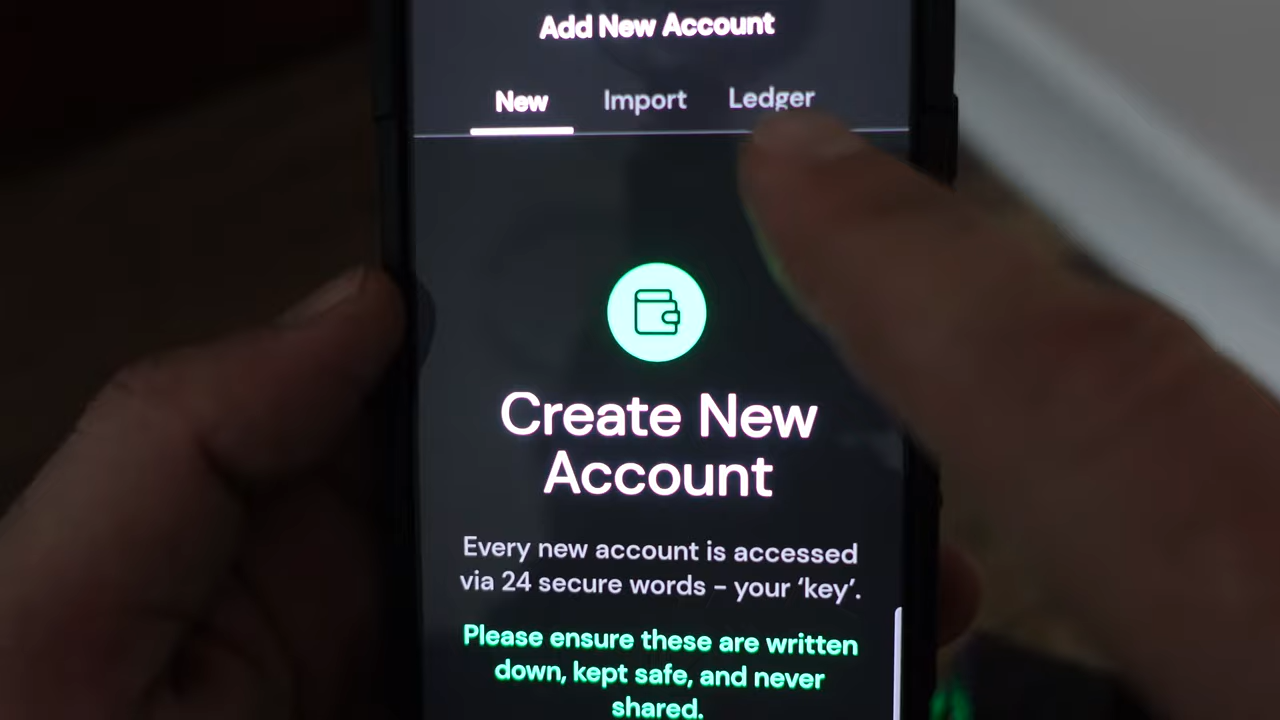 Add New Account
New Import Ledger
Create New
Account
Every new account is accessed
via 24 secure words – your ‘key’.
Please ensure these are written
down, kept safe, and never
shared.